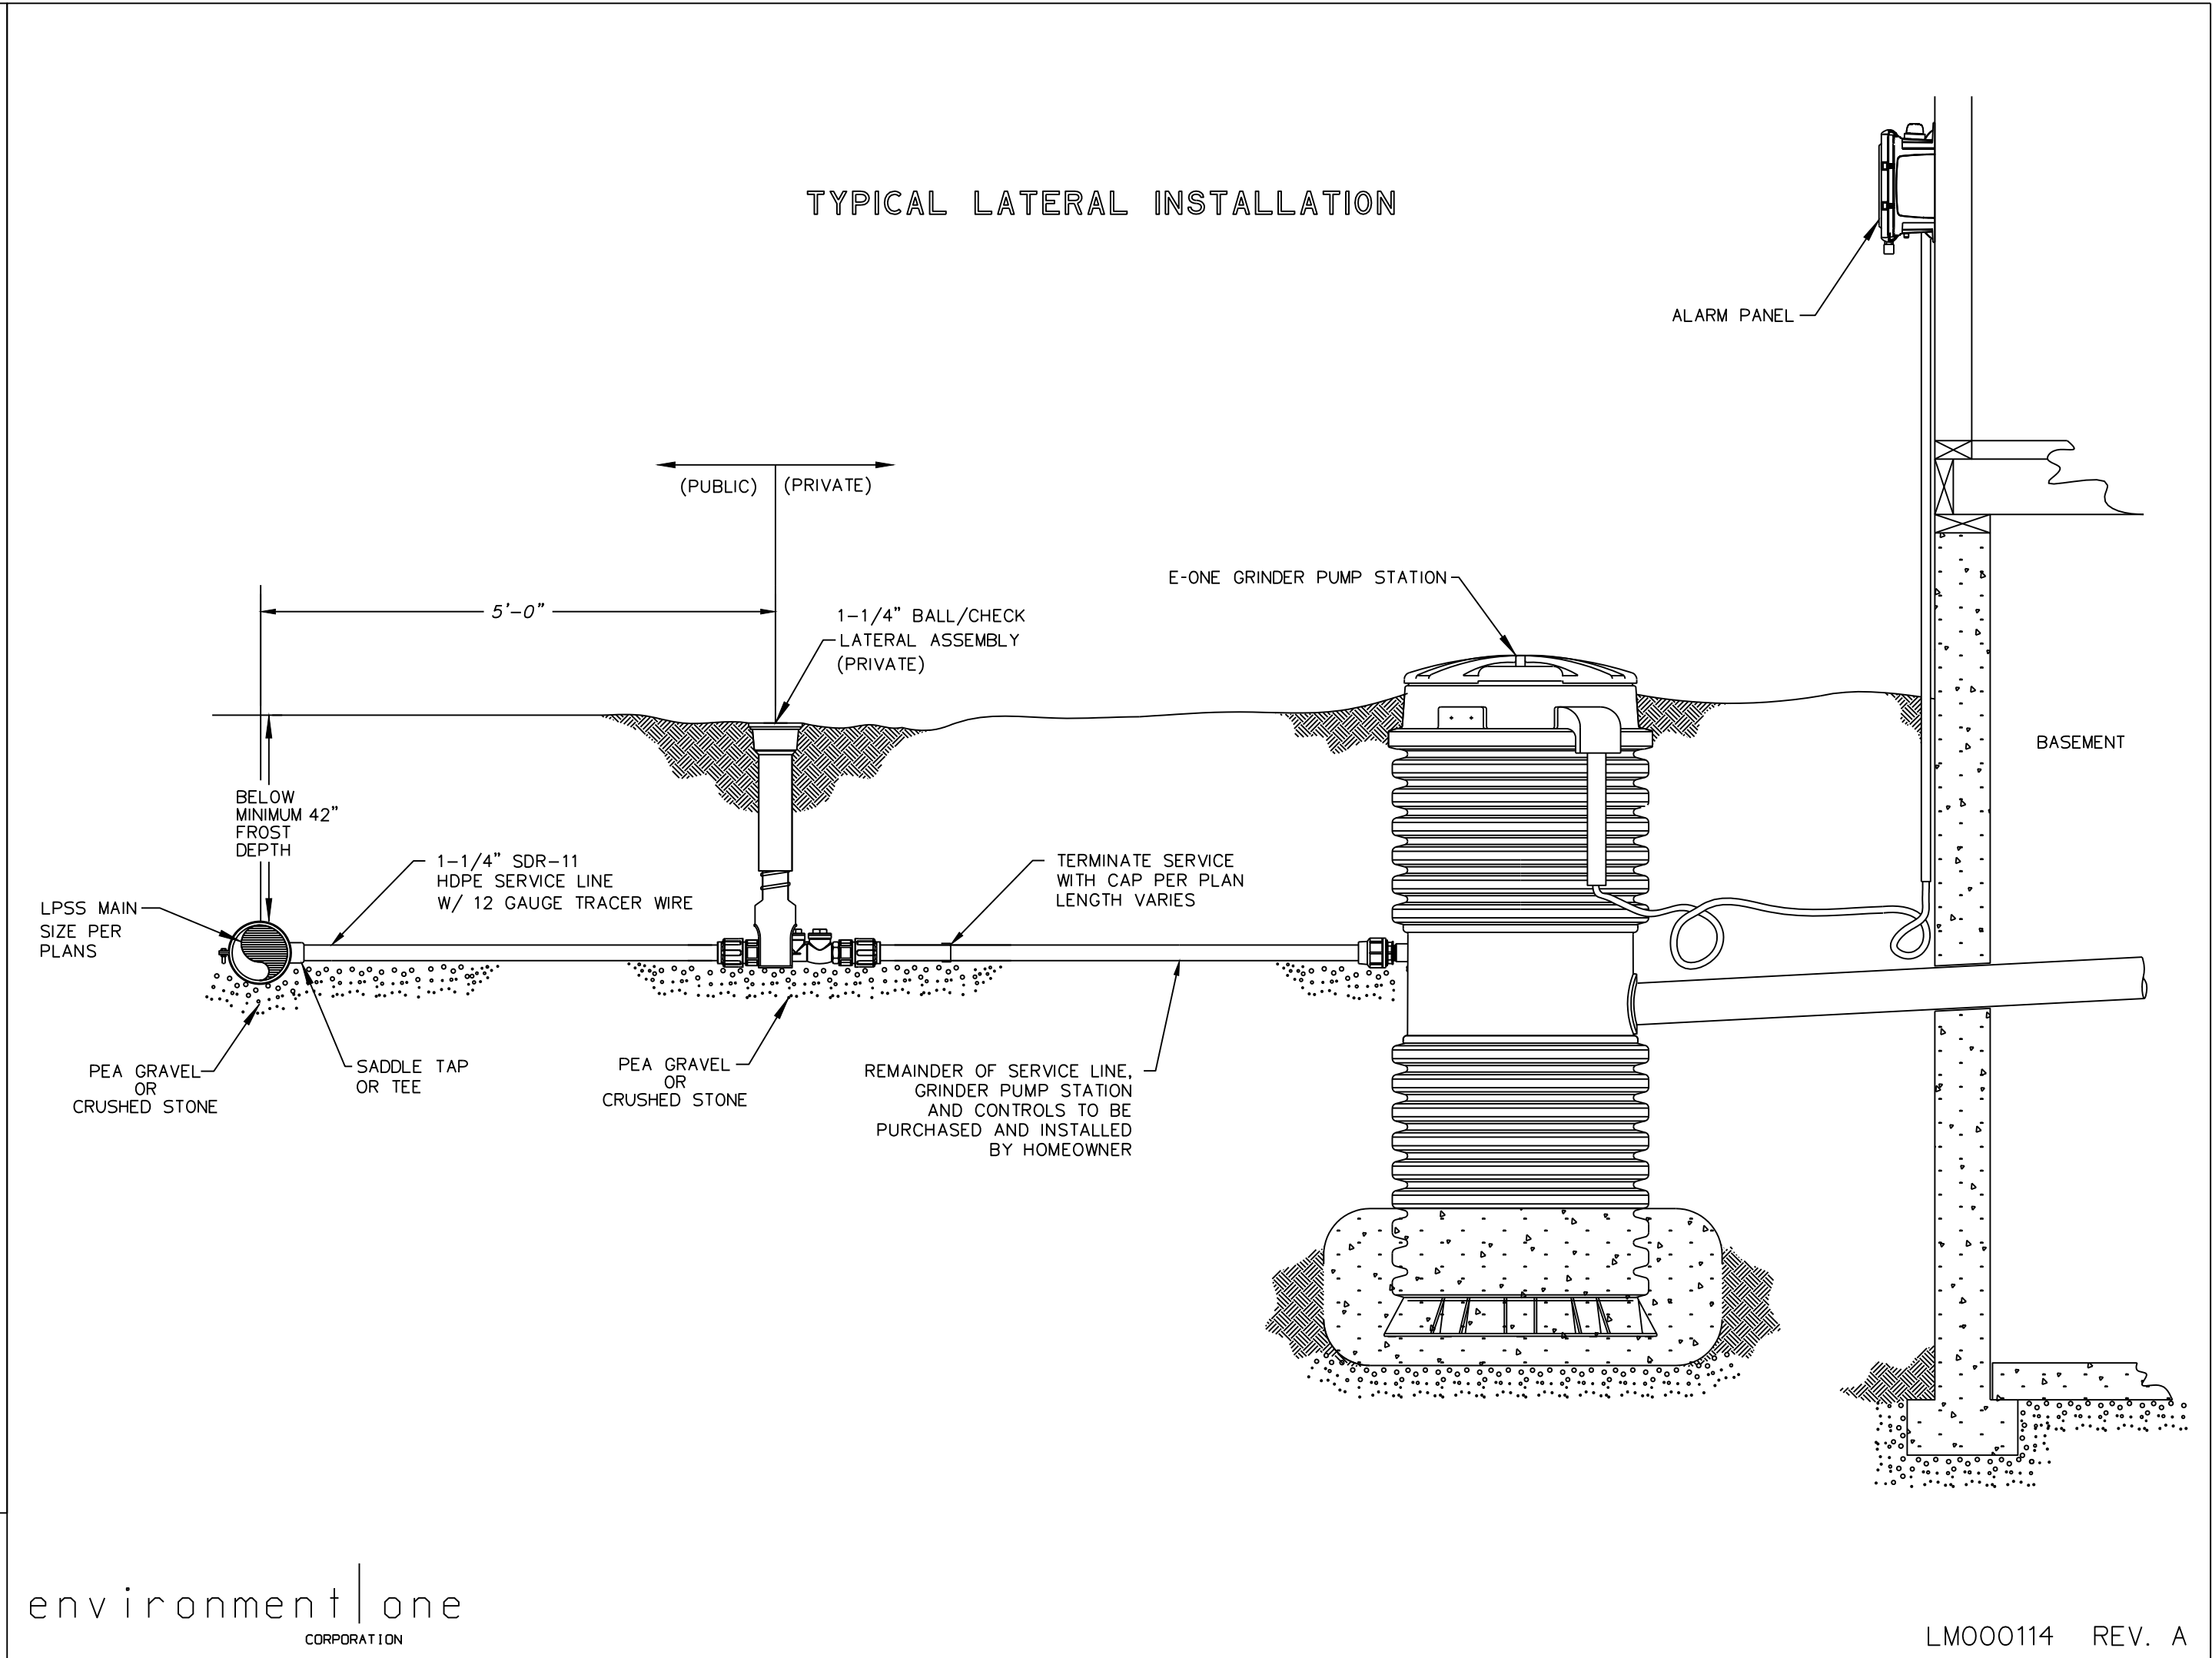 TYPICAL LATERAL INSTALLATION
ALARM PANEL
(PUBLIC)
(PRIVATE)
5'-0"
1-1/4" BALL/CHECK
LATERAL ASSEMBLY
(PRIVATE)
E-ONE GRINDER PUMP STATION
BASEMENT
BELOW
MINIMUM 42"
FROST
DEPTH
1-1/4" SDR-11
HDPE SERVICE LINE
W/ 12 GAUGE TRACER WIRE
TERMINATE SERVICE
WITH CAP PER PLAN
LENGTH VARIES
LPSS MAIN
SIZE PER
PLANS
PEA GRAVEL
OR
CRUSHED STONE
SADDLE TAP
OR TEE
PEA GRAVEL
OR
CRUSHED STONE
REMAINDER OF SERVICE LINE,
GRINDER PUMP STATION
AND CONTROLS TO BE
PURCHASED AND INSTALLED
BY HOMEOWNER
environment one
CORPORATION
LM000114 REV. A